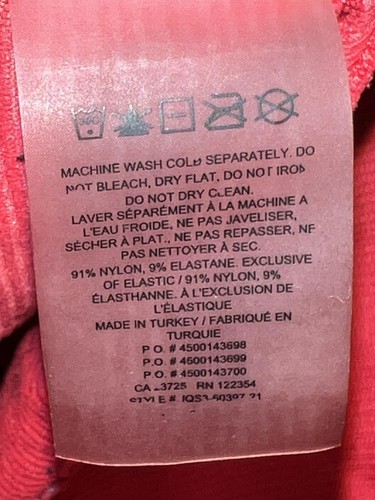 MACHINE WASH COLD SEPARATELY. DO
NOT BLEACH, DRY FLAT, DO NOT IRON
DO NOT DRY CLEAN.
LAVER SÉPARÉMENT À LA MACHINE A
L'EAU FROIDE, NE PAS JAVELISER,
SÉCHER À PLAT., NE PAS REPASSER, NE
PAS NETTOYER À SEC.
91% NYLON, 9% ELASTANE. EXCLUSIVE
OF ELASTIC / 91% NYLON, 9%
ÉLASTHANNE. À L'EXCLUSION DE
L'ÉLASTIQUE
MADE IN TURKEY / FABRIQUÉ EN
TURQUIE
P.O. # 4500143698
P.O. # 4500143699
P.O. # 4500143700
CA RN 122354
STYLE #